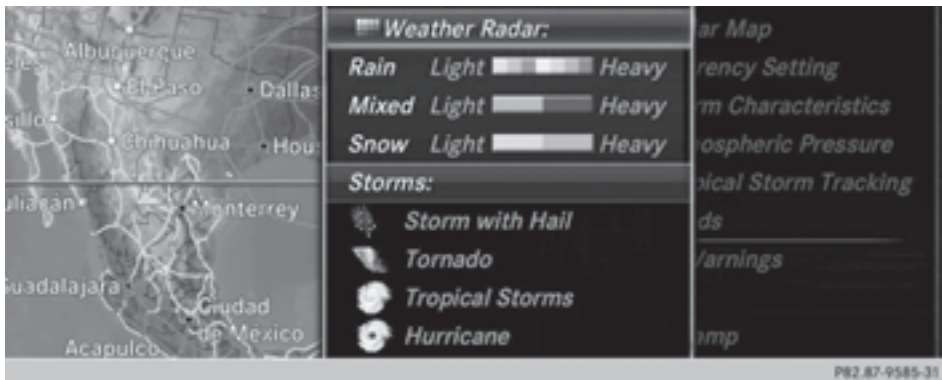 Albuquerque
El Paso
Dallas
Chihuahua
Hou
Monterrey
Guadalajara
Ciudad
de México
Acapulco
Weather Radar:
Rain Light Heavy
Mixed Light Heavy
Snow Light Heavy
Storms:
Storm with Hail
Tornado
Tropical Storms
Hurricane
ar Map
rency Setting
rm Characteristics
ospheric Pressure
pical Storm Tracking
ds
Warnings
mp
P82.87-9585-31